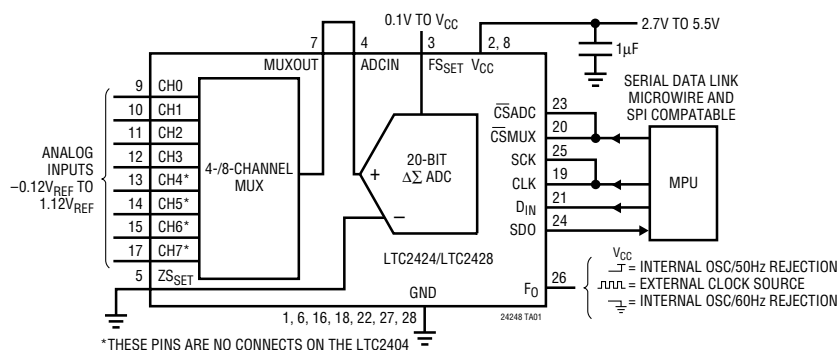 0.1V TO VCC
2.7V TO 5.5V
7
4
3
2, 8
1μF
MUXOUT
ADCIN
FSSET
VCC
SERIAL DATA LINK
MICROWIRE AND
SPI COMPATABLE
9 CH0
10 CH1
11 CH2
12 CH3
13 CH4*
14 CH5*
15 CH6*
17 CH7*
5 ZSSET
ANALOG
INPUTS
–0.12VREF TO
1.12VREF
4-/8-CHANNEL
MUX
+
–
20-BIT
ΔΣ ADC
LTC2424/LTC2428
CSADC 23
CSMUX 20
SCK 25
CLK 19
DIN 21
SDO 24
MPU
FO 26
VCC
= INTERNAL OSC/50Hz REJECTION
= EXTERNAL CLOCK SOURCE
= INTERNAL OSC/60Hz REJECTION
GND
1, 6, 16, 18, 22, 27, 28
24248 TA01
*THESE PINS ARE NO CONNECTS ON THE LTC2404